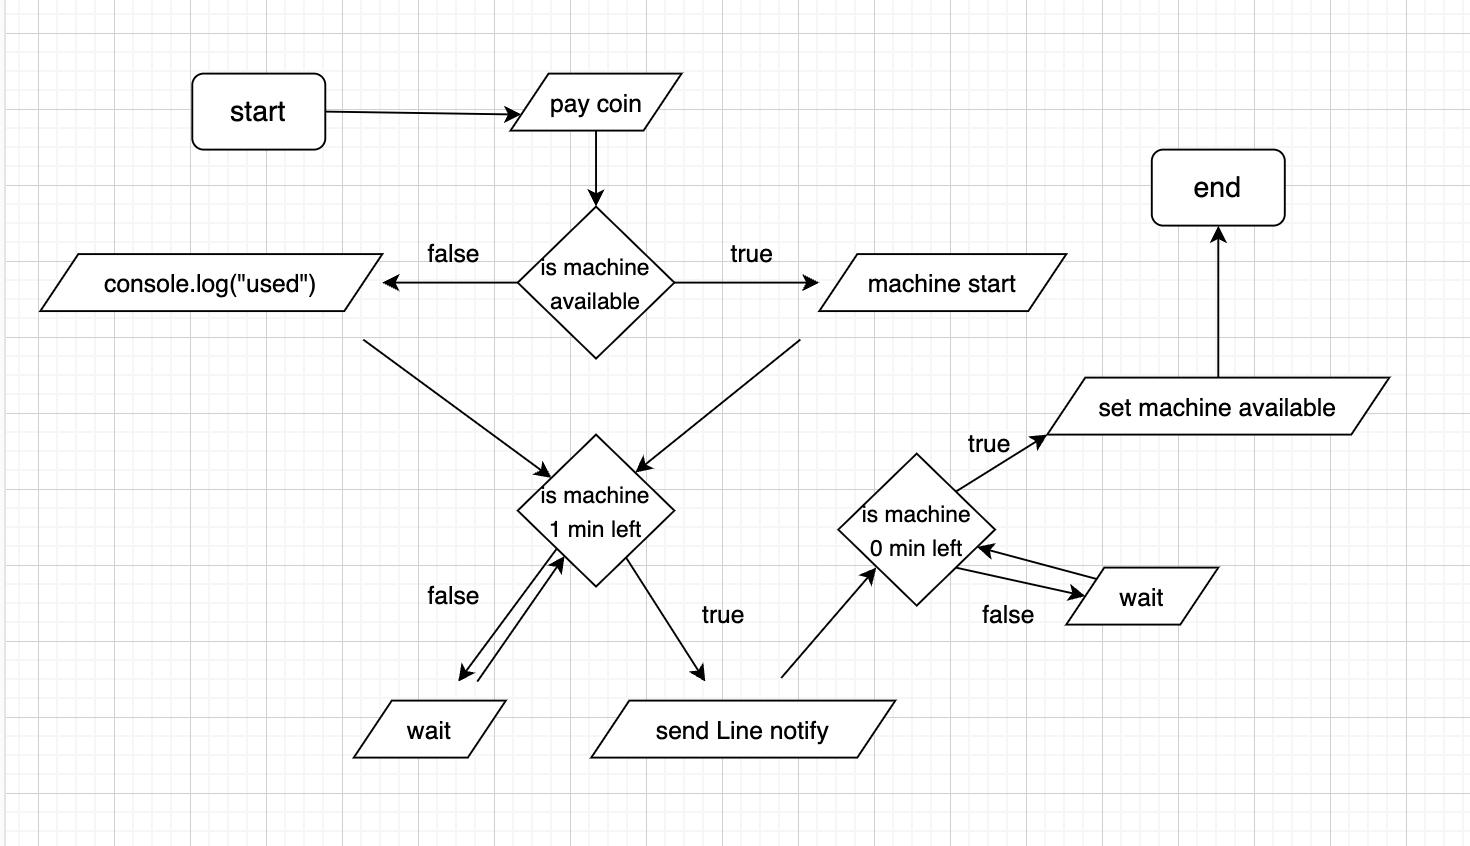 start
pay coin
end
false
true
is machine
available
console.log("used")
machine start
set machine available
true
is machine
1 min left
is machine
0 min left
false
true
false
wait
wait
send Line notify